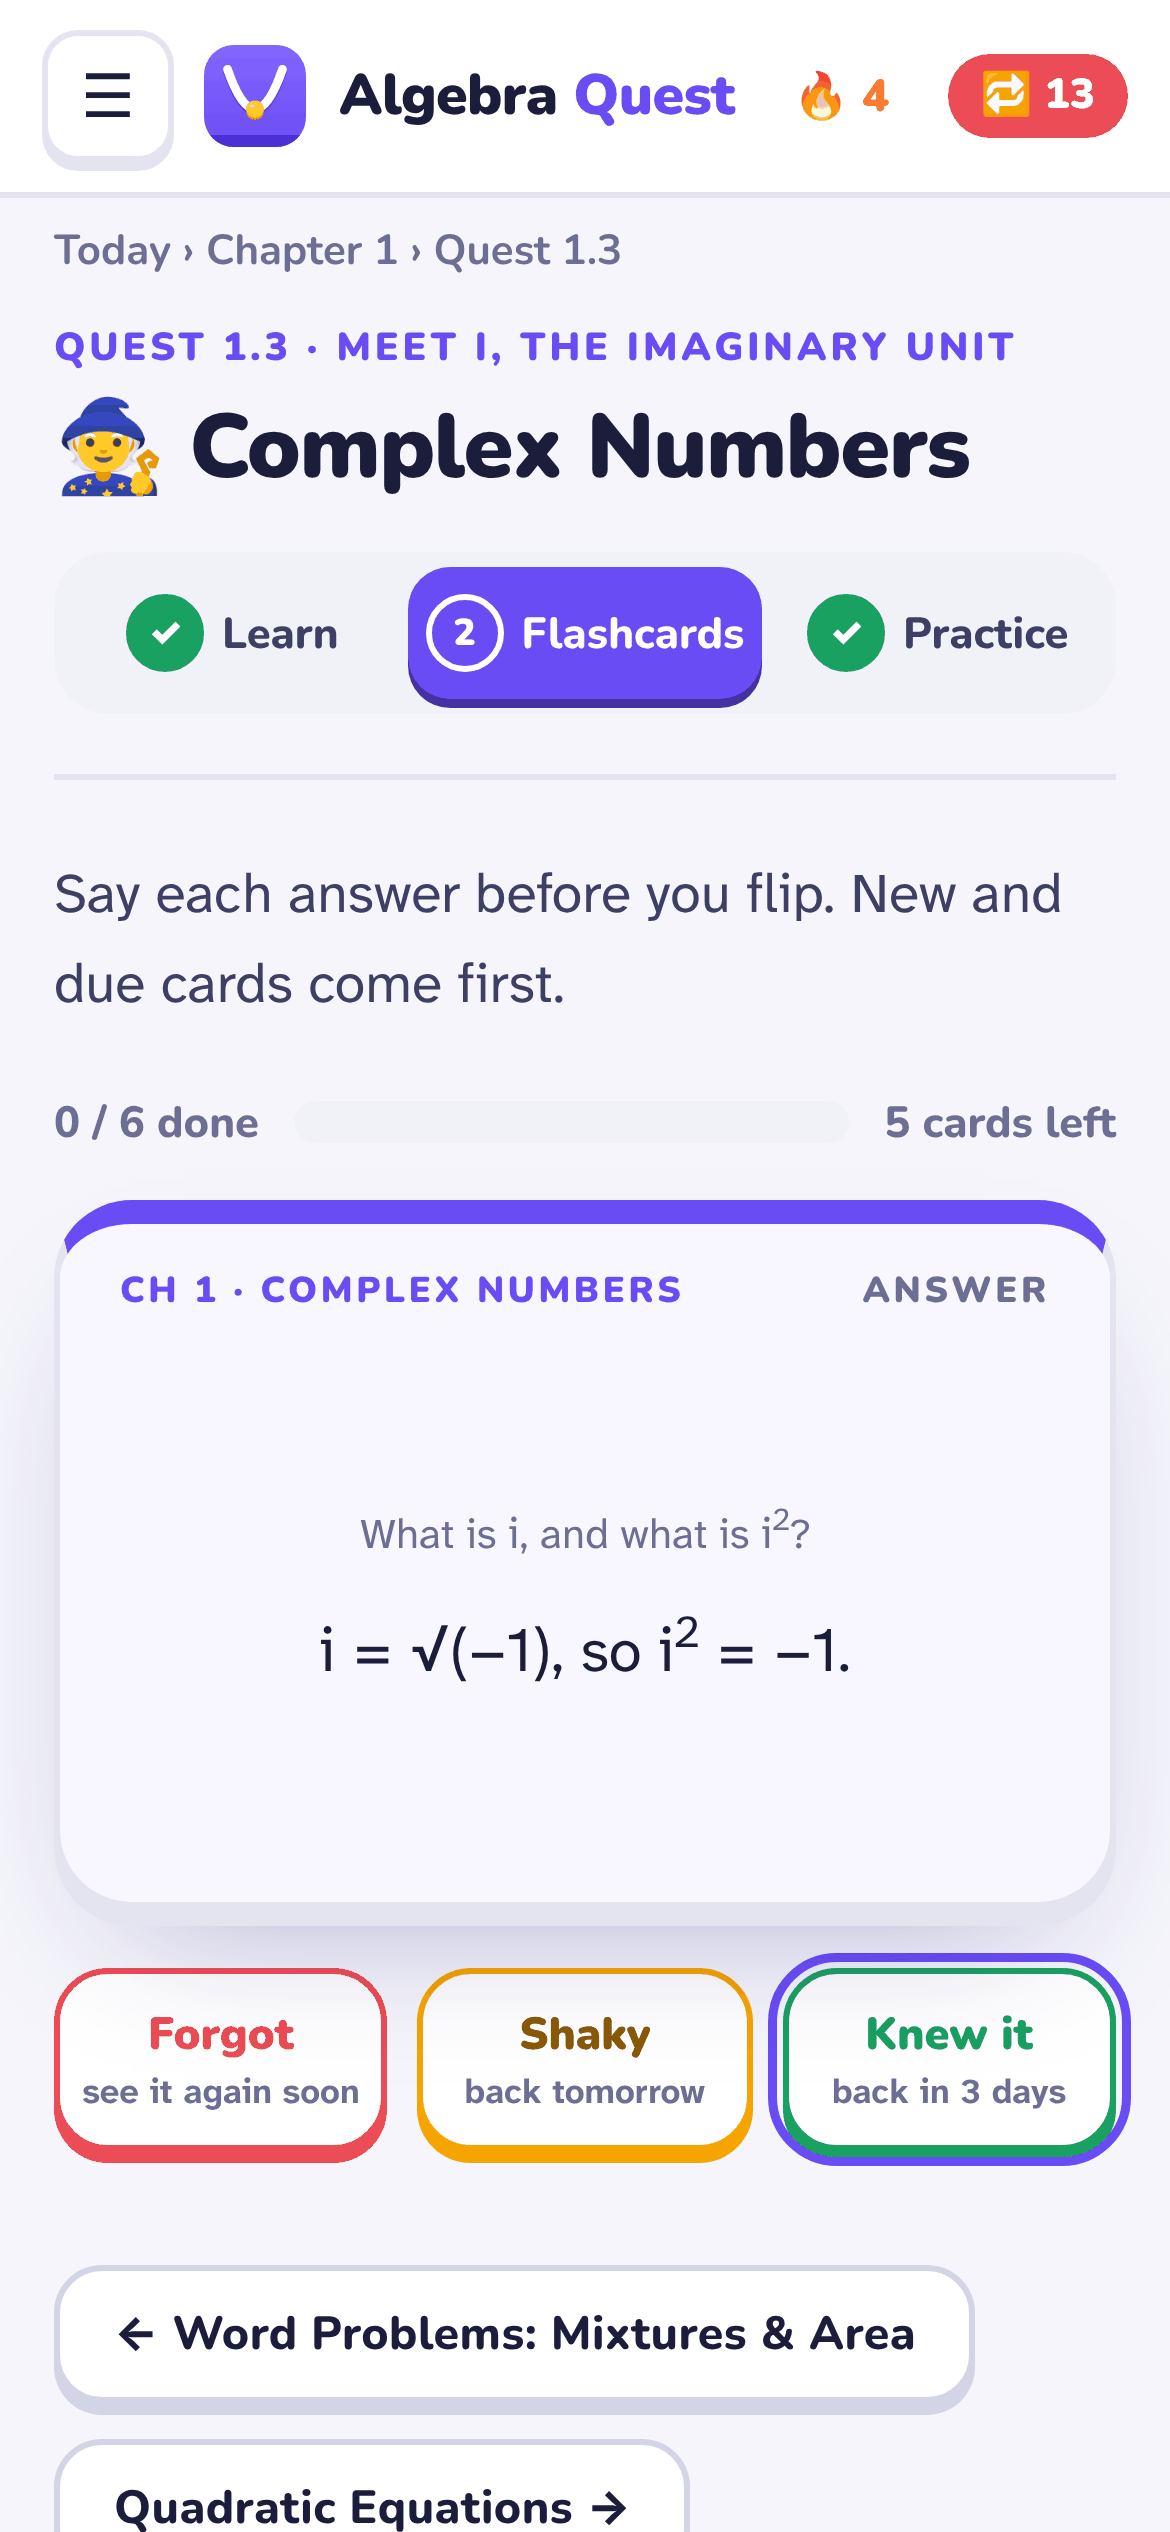 ☰ Algebra Quest 🔥 4 🔁 13
Today › Chapter 1 › Quest 1.3
QUEST 1.3 · MEET I, THE IMAGINARY UNIT
🧙 Complex Numbers
✓ Learn 2 Flashcards ✓ Practice
Say each answer before you flip. New and
due cards come first.
0 / 6 done 5 cards left
CH 1 · COMPLEX NUMBERS ANSWER
What is i, and what is i²?
i = √(−1), so i² = −1.
Forgot Shaky Knew it
see it again soon back tomorrow back in 3 days
← Word Problems: Mixtures & Area
Quadratic Equations →